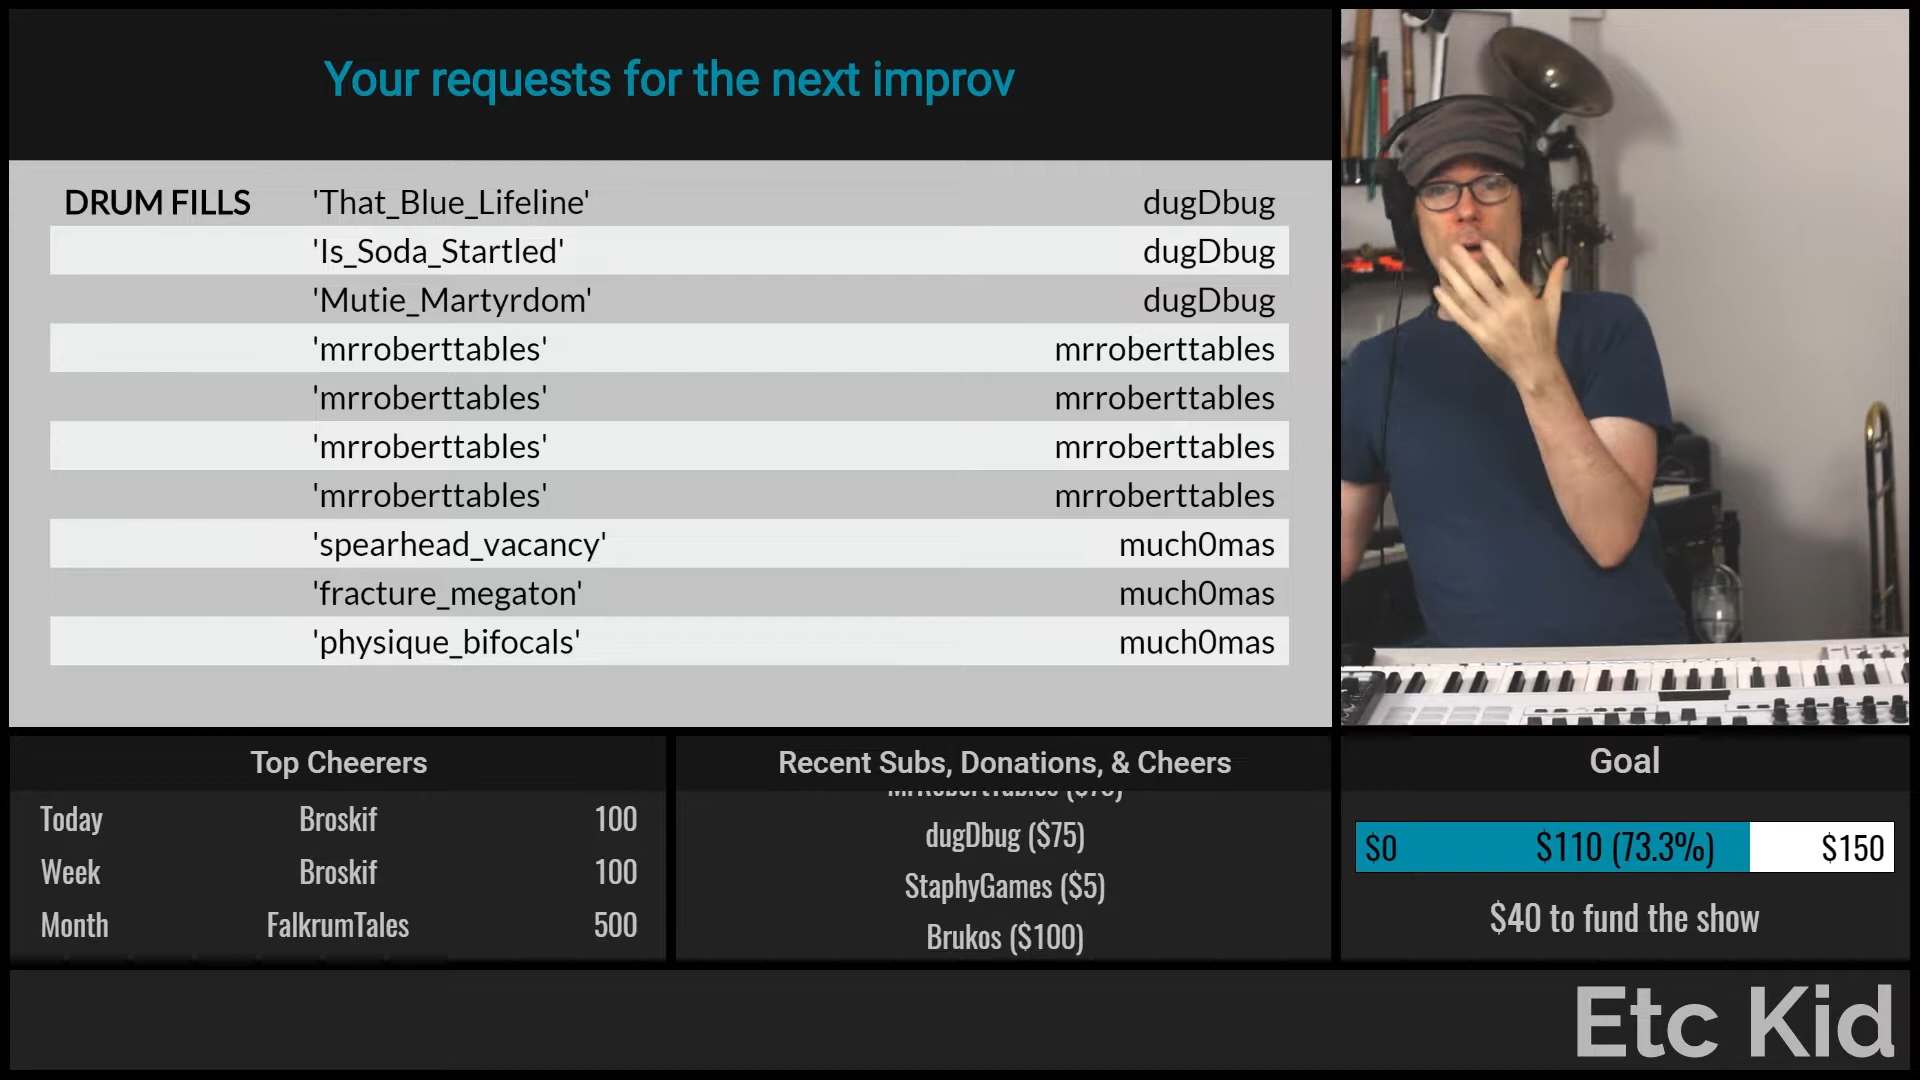 Your requests for the next improv
DRUM FILLS 'That_Blue_Lifeline' dugDbug
'Is_Soda_Startled' dugDbug
'Mutie_Martyrdom' dugDbug
'mrroberttables' mrroberttables
'mrroberttables' mrroberttables
'mrroberttables' mrroberttables
'mrroberttables' mrroberttables
'spearhead_vacancy' much0mas
'fracture_megaton' much0mas
'physique_bifocals' much0mas
Top Cheerers
Today Broskif 100
Week Broskif 100
Month FalkrumTales 500
Recent Subs, Donations, & Cheers
MrRobertTables ($75)
dugDbug ($75)
StaphyGames ($5)
Brukos ($100)
Goal
$0 $110 (73.3%) $150
$40 to fund the show
Etc Kid